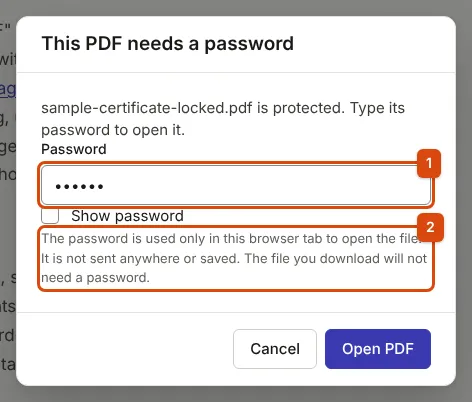 This PDF needs a password
sample-certificate-locked.pdf is protected. Type its
password to open it.
Password
1
••••••
Show password
2
The password is used only in this browser tab to open the file.
It is not sent anywhere or saved. The file you download will not
need a password.
Cancel
Open PDF